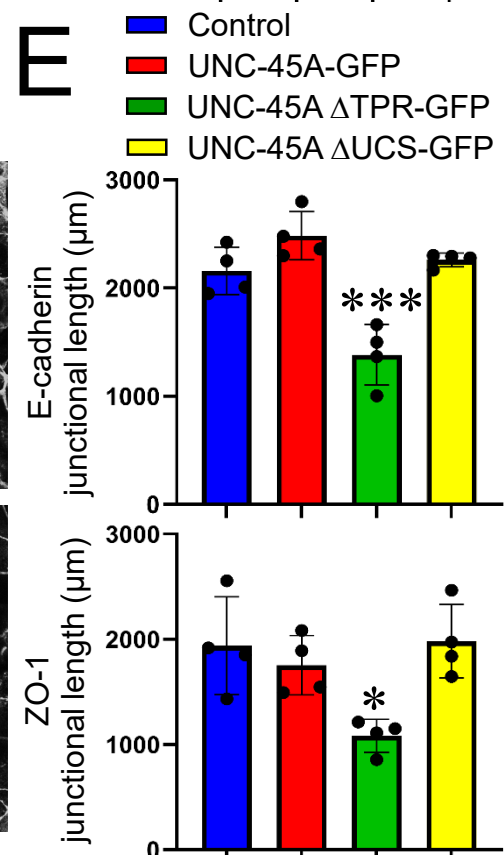 E
Control
UNC-45A-GFP
UNC-45A ΔTPR-GFP
UNC-45A ΔUCS-GFP
E-cadherin
junctional length (μm)
3000
2000
1000
0
***
ZO-1
junctional length (μm)
3000
2000
1000
0
*